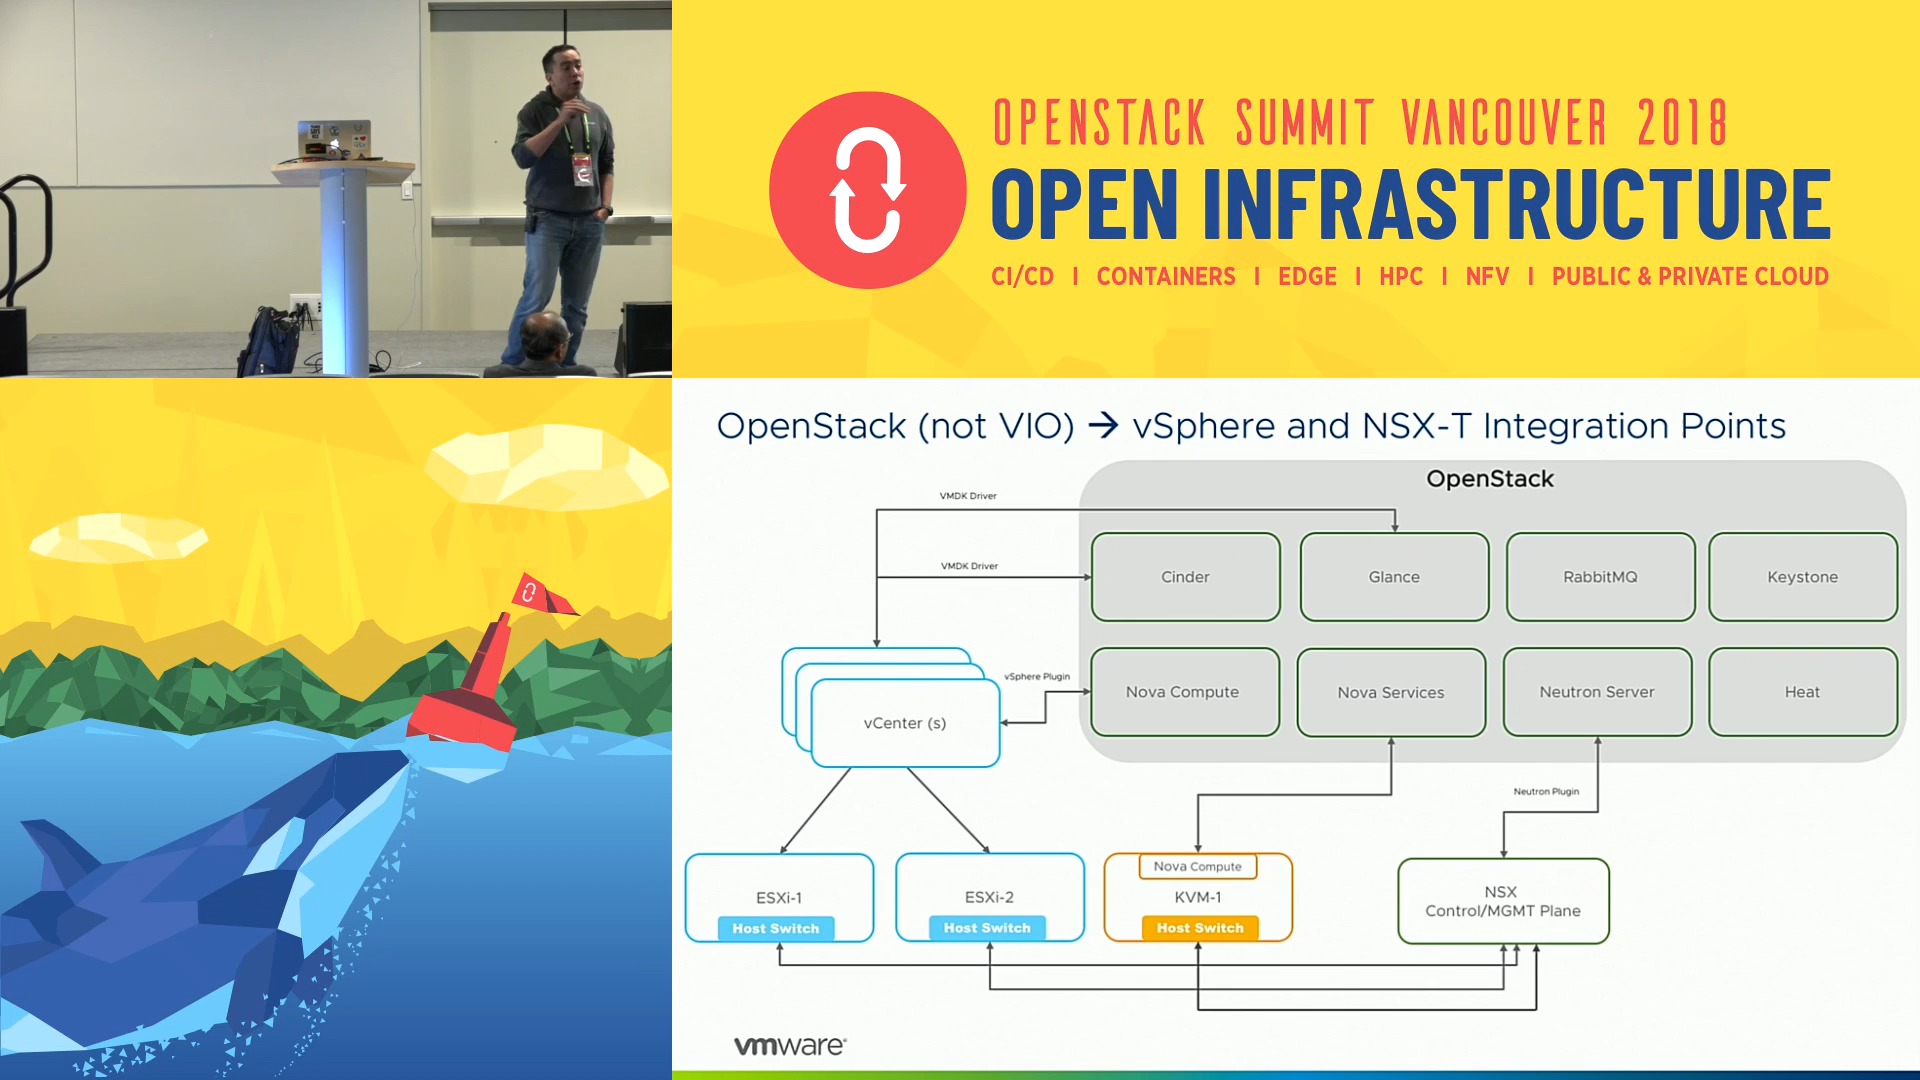 OPENSTACK SUMMIT VANCOUVER 2018
OPEN INFRASTRUCTURE
CI/CD | CONTAINERS | EDGE | HPC | NFV | PUBLIC & PRIVATE CLOUD
OpenStack (not VIO) → vSphere and NSX-T Integration Points
OpenStack
VMDK Driver
VMDK Driver
Cinder
Glance
RabbitMQ
Keystone
vSphere Plugin
Nova Compute
Nova Services
Neutron Server
Heat
vCenter (s)
Neutron Plugin
ESXi-1
Host Switch
ESXi-2
Host Switch
Nova Compute
KVM-1
Host Switch
NSX
Control/MGMT Plane
vmware